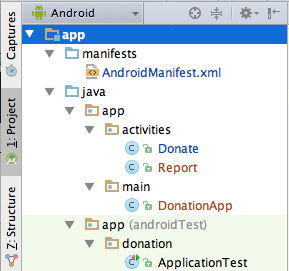 Android
app
manifests
AndroidManifest.xml
java
app
activities
Donate
Report
main
DonationApp
app (androidTest)
donation
ApplicationTest
Captures
1: Project
Z: Structure